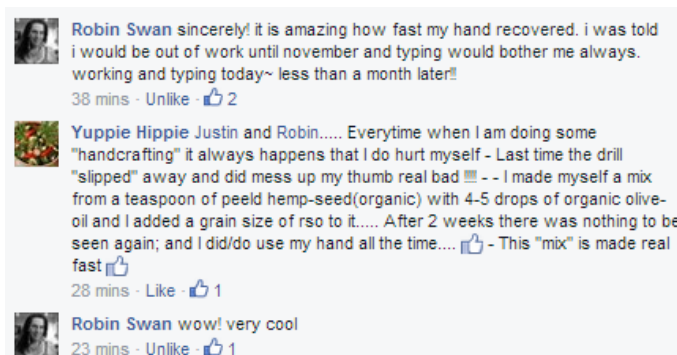 Robin Swan sincerely! it is amazing how fast my hand recovered. i was told
i would be out of work until november and typing would bother me always.
working and typing today~ less than a month later!!
38 mins · Unlike · 2
Yuppie Hippie Justin and Robin..... Everytime when I am doing some
"handcrafting" it always happens that I do hurt myself - Last time the drill
"slipped" away and did mess up my thumb real bad !!!! - - I made myself a mix
from a teaspoon of peeld hemp-seed(organic) with 4-5 drops of organic olive-
oil and I added a grain size of rso to it..... After 2 weeks there was nothing to be
seen again; and I did/do use my hand all the time.... - This "mix" is made real
fast
28 mins · Like · 1
Robin Swan wow! very cool
23 mins · Unlike · 1